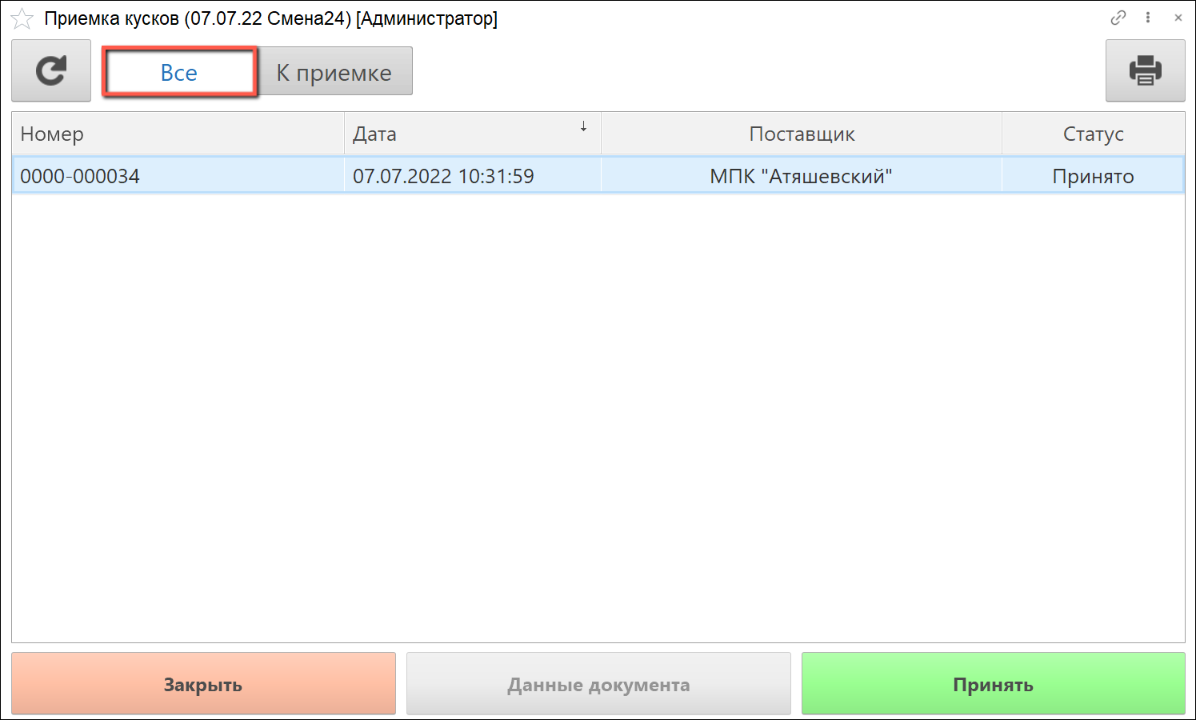 Приемка кусков (07.07.22 Смена24) [Администратор]
Все К приемке
Номер Дата ↓ Поставщик Статус
0000-000034 07.07.2022 10:31:59 МПК "Атяшевский" Принято
Закрыть Данные документа Принять